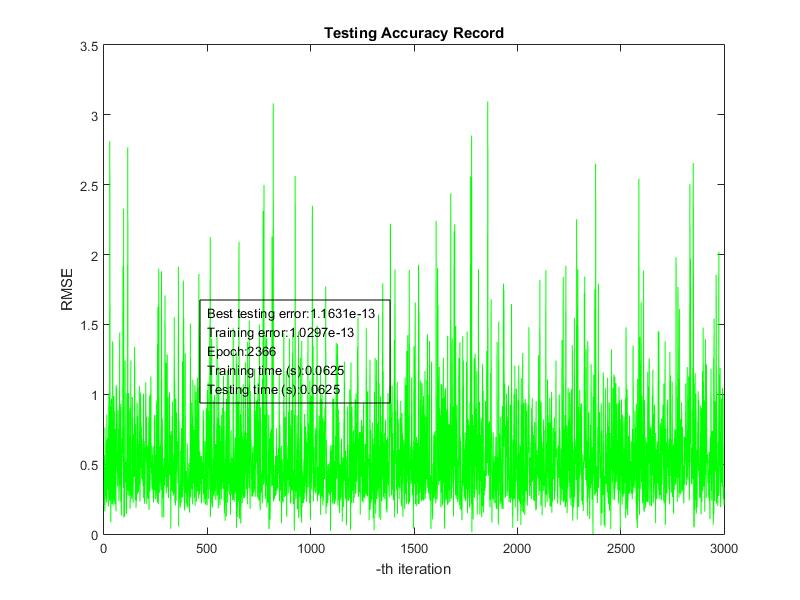 Testing Accuracy Record
3.5
3
2.5
2
1.5
1
0.5
0
RMSE
Best testing error:1.1631e-13
Training error:1.0297e-13
Epoch:2366
Training time (s):0.0625
Testing time (s):0.0625
0 500 1000 1500 2000 2500 3000
-th iteration